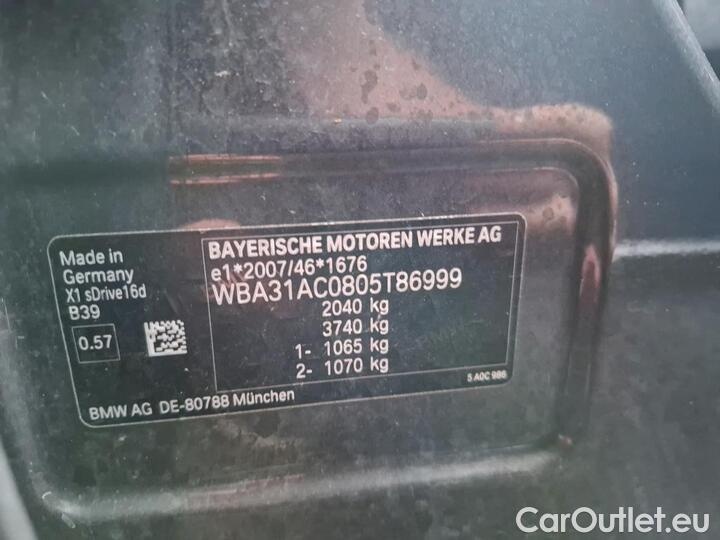 Made in
Germany
X1 sDrive16d
B39
0.57
BAYERISCHE MOTOREN WERKE AG
e1*2007/46*1676
WBA31AC0805T86999
2040 kg
3740 kg
1- 1065 kg
2- 1070 kg
5 A0C 986
BMW AG DE-80788 München
CarOutlet.eu